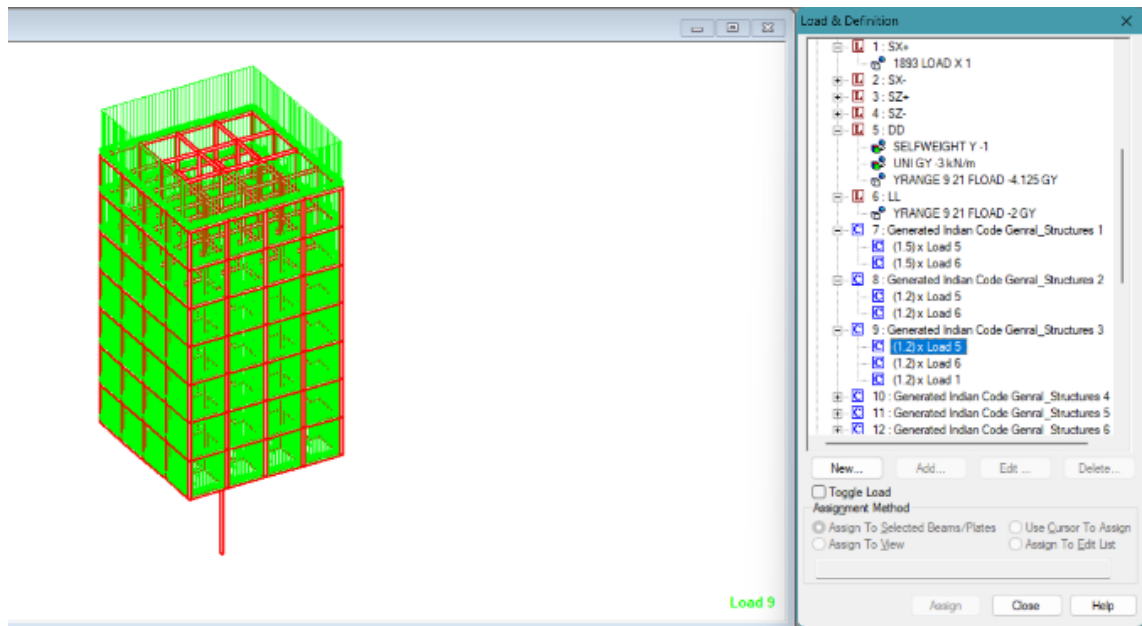 Load & Definition
1 : SX+
1893 LOAD X 1
2 : SX-
3 : SZ+
4 : SZ-
5 : DD
SELFWEIGHT Y -1
UNI GY -3 kN/m
YRANGE 9 21 FLOAD -4.125 GY
6 : LL
YRANGE 9 21 FLOAD -2 GY
7 : Generated Indian Code Genral_Structures 1
(1.5) x Load 5
(1.5) x Load 6
8 : Generated Indian Code Genral_Structures 2
(1.2) x Load 5
(1.2) x Load 6
9 : Generated Indian Code Genral_Structures 3
(1.2) x Load 5
(1.2) x Load 6
(1.2) x Load 1
10 : Generated Indian Code Genral_Structures 4
11 : Generated Indian Code Genral_Structures 5
12 : Generated Indian Code Genral_Structures 6
New... Add... Edit ... Delete...
Toggle Load
Assignment Method
Assign To Selected Beams/Plates Use Cursor To Assign
Assign To View Assign To Edit List
Assign Close Help
Load 9